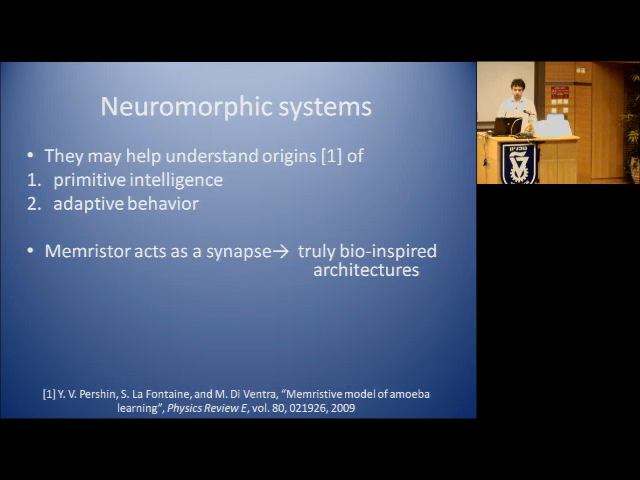 Neuromorphic systems
• They may help understand origins [1] of
1. primitive intelligence
2. adaptive behavior
• Memristor acts as a synapse→ truly bio-inspired
architectures
[1] Y. V. Pershin, S. La Fontaine, and M. Di Ventra, “Memristive model of amoeba
learning”, Physics Review E, vol. 80, 021926, 2009